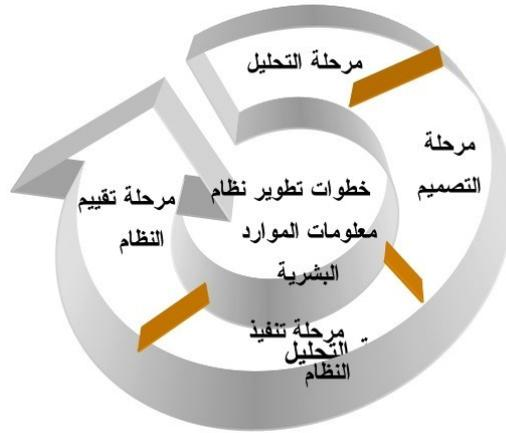 مرحلة التحليل
مرحلة
التصميم
خطوات تطوير نظام
معلومات الموارد
البشرية
مرحلة تقييم
النظام
مرحلة تنفيذ
التحليل
النظام